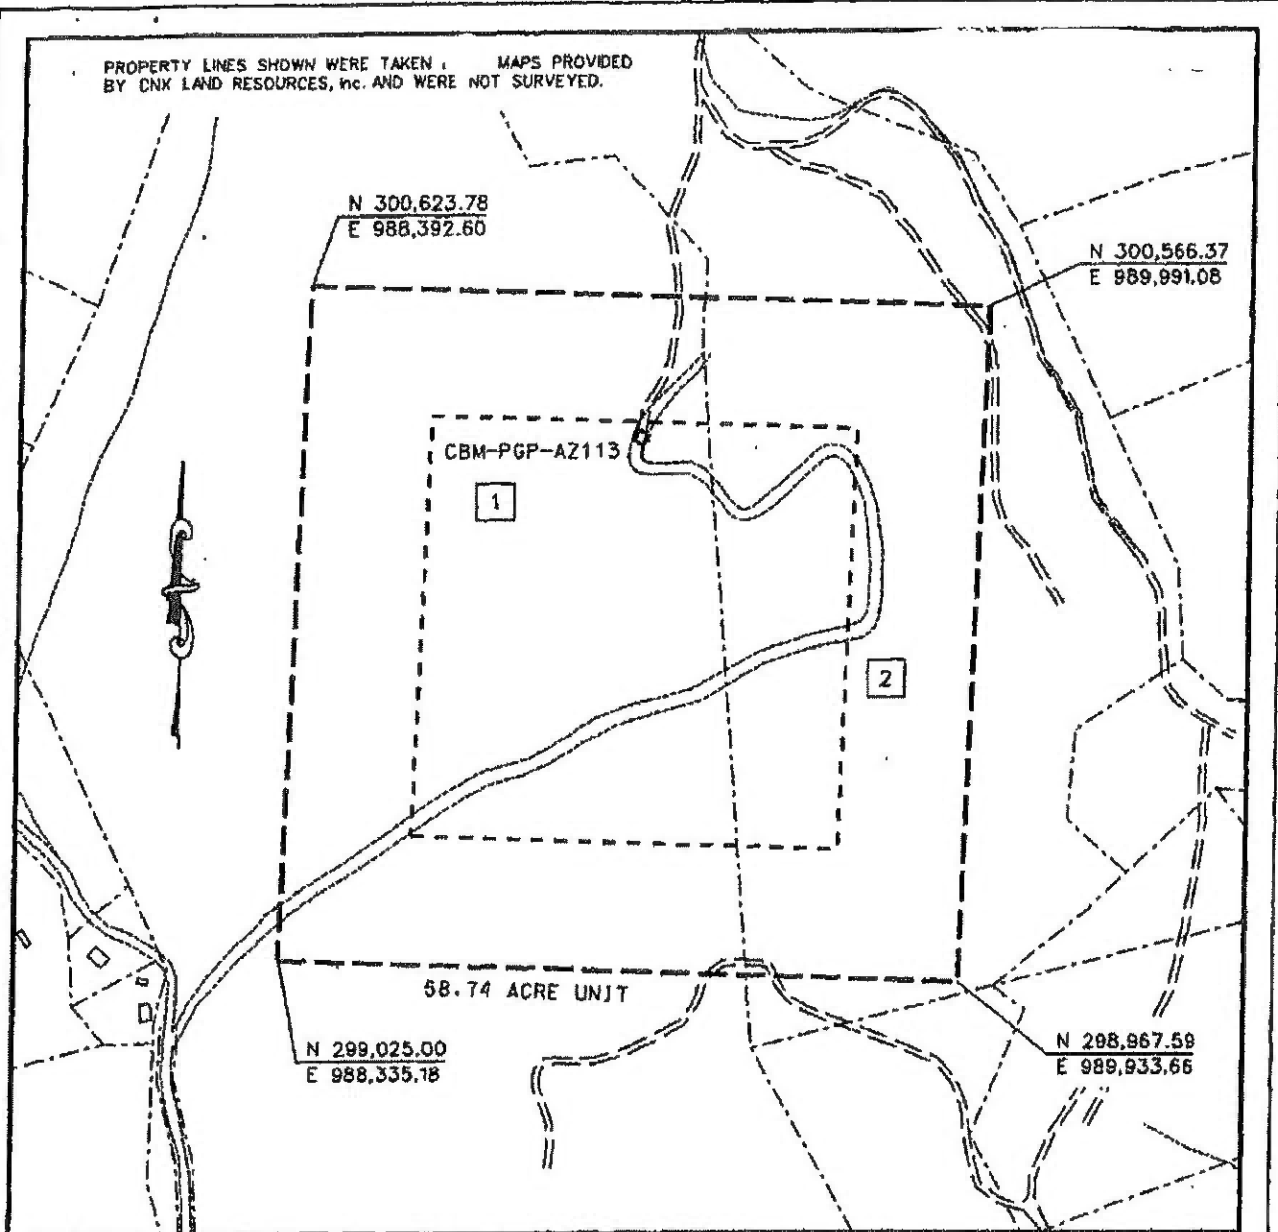 PROPERTY LINES SHOWN WERE TAKEN MAPS PROVIDED
BY CNX LAND RESOURCES, Inc. AND WERE NOT SURVEYED.
N 300,623.78
E 988,392.60
N 300,566.37
E 989,991.08
CBM-PGP-AZ113
1
2
58.74 ACRE UNIT
N 299,025.00
E 988,335.18
N 298,967.59
E 989,933.66